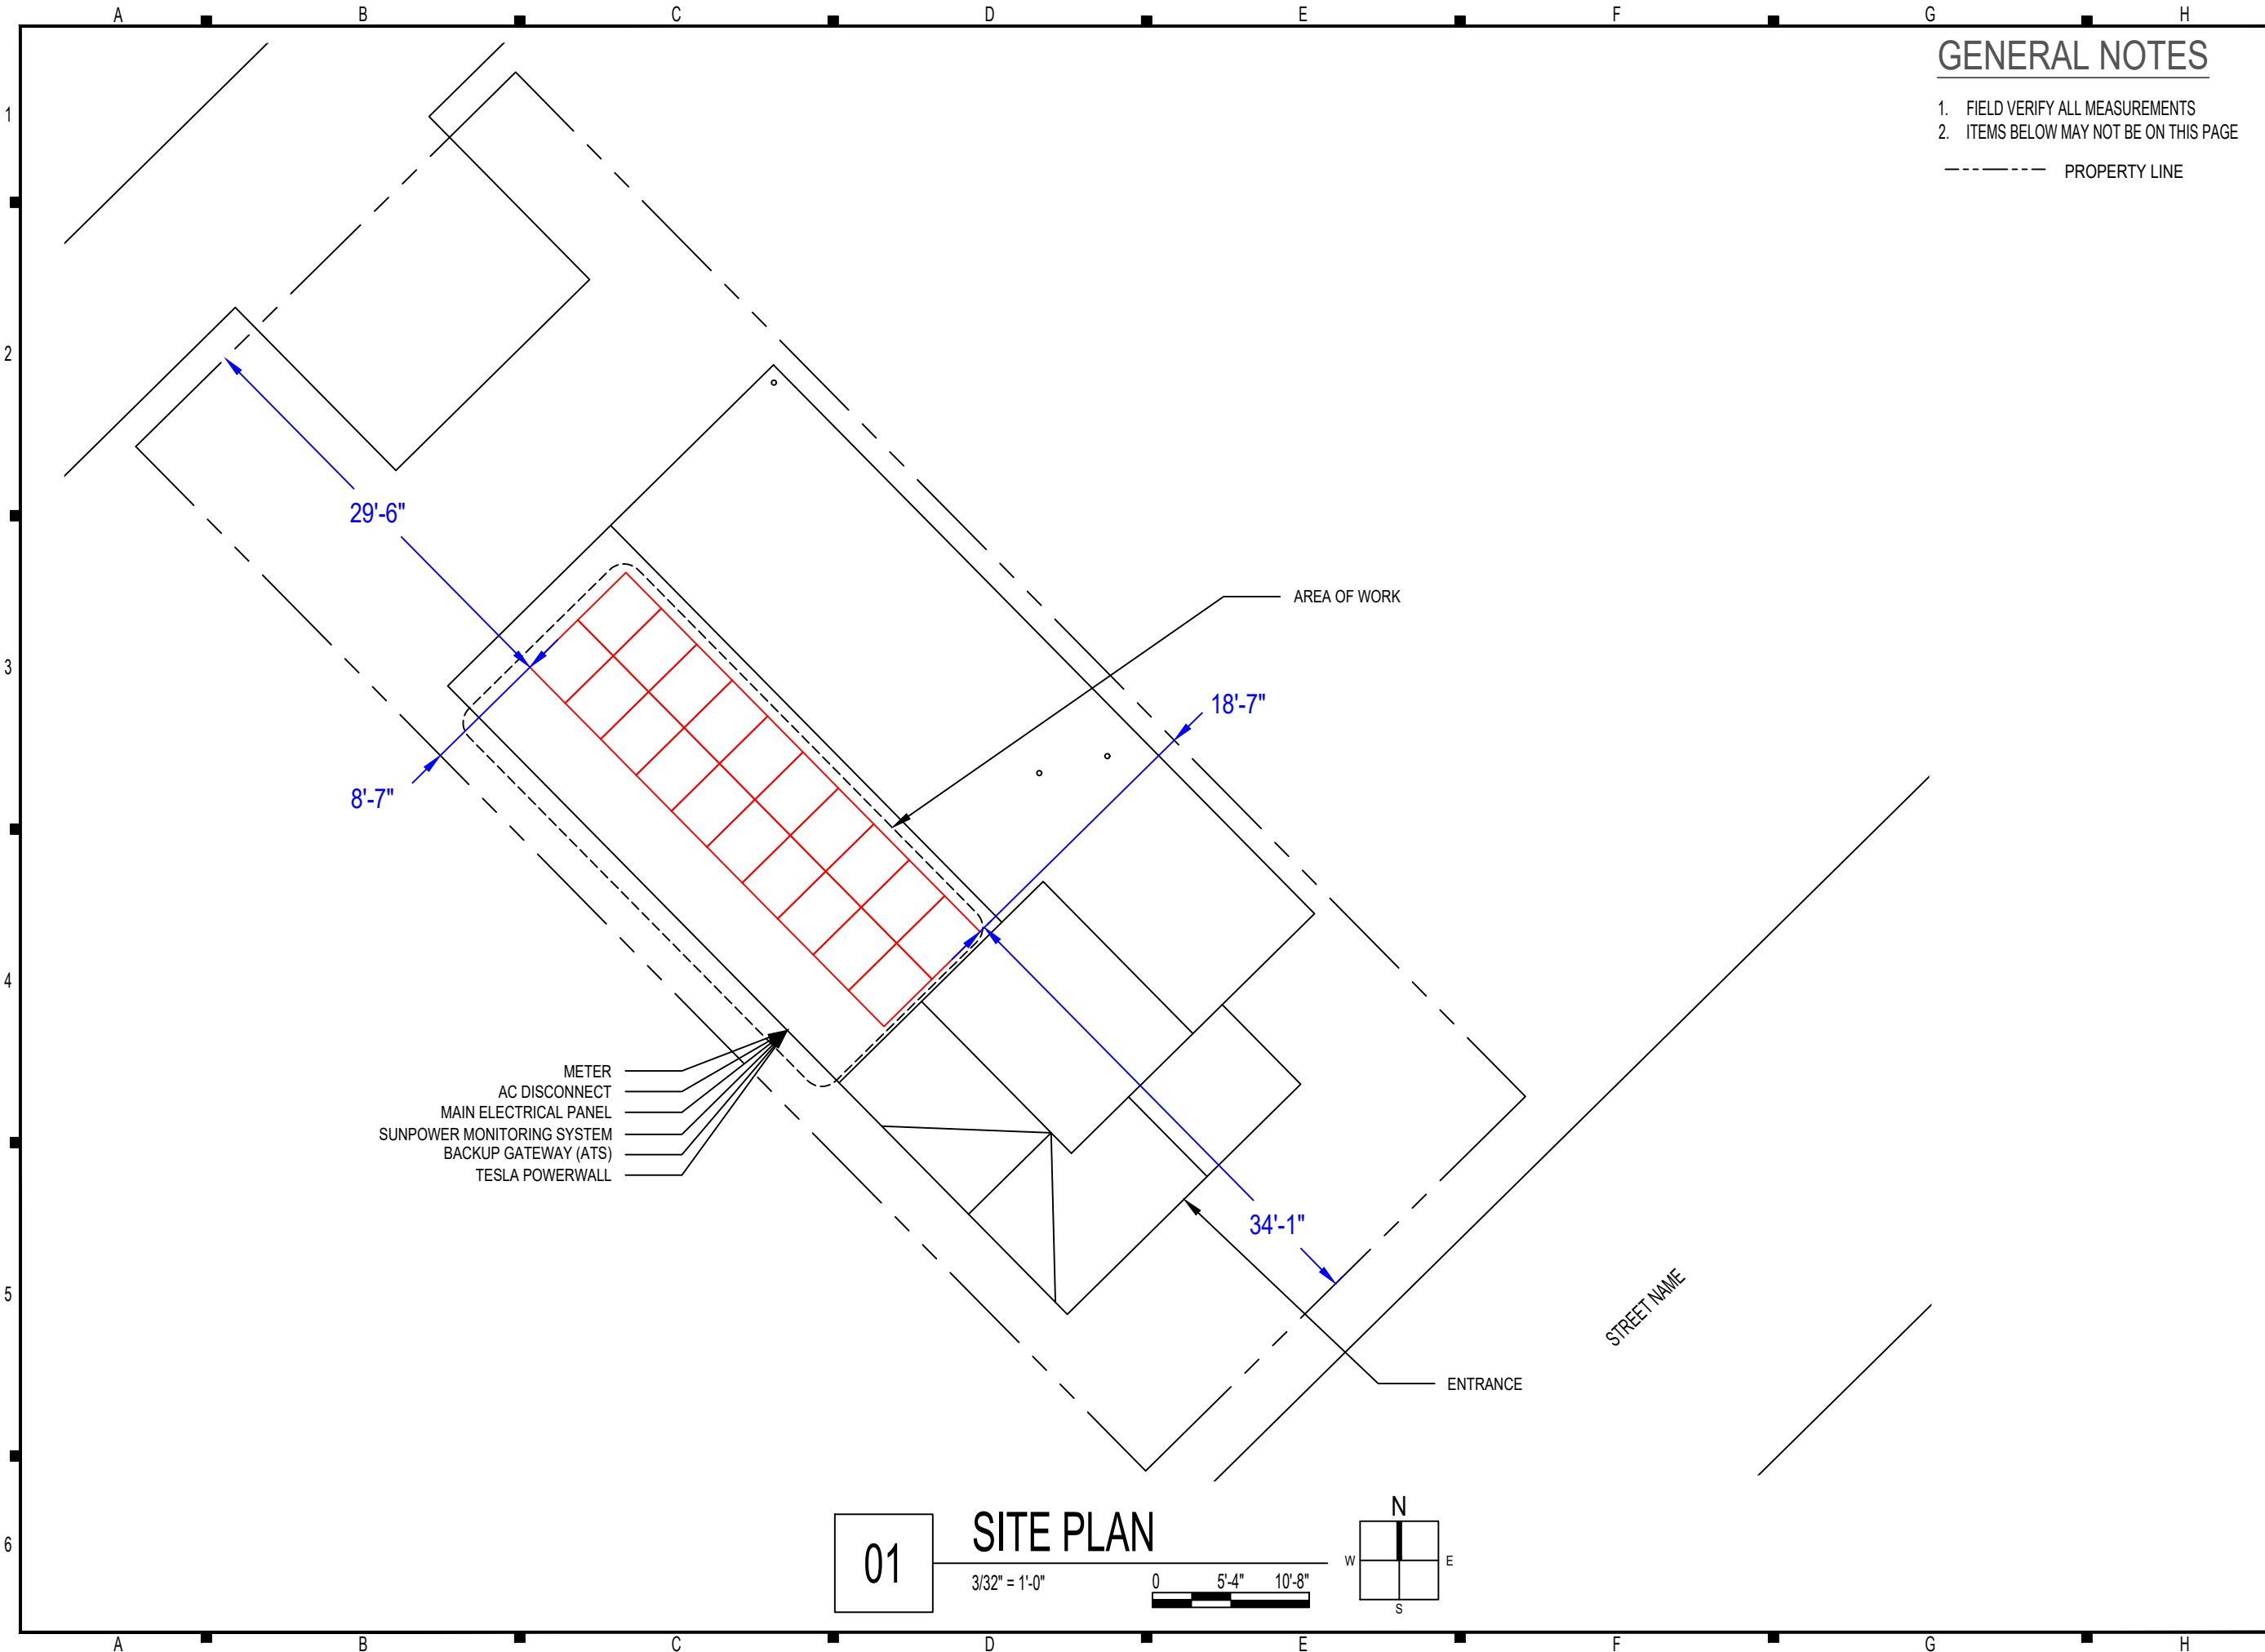 A B C D E F G H
GENERAL NOTES
1. FIELD VERIFY ALL MEASUREMENTS
2. ITEMS BELOW MAY NOT BE ON THIS PAGE
PROPERTY LINE
1
2
3
4
5
6
29'-6"
AREA OF WORK
18'-7"
8'-7"
METER
AC DISCONNECT
MAIN ELECTRICAL PANEL
SUNPOWER MONITORING SYSTEM
BACKUP GATEWAY (ATS)
TESLA POWERWALL
34'-1"
STREET NAME
ENTRANCE
01
SITE PLAN
3/32" = 1'-0"
0 5'-4" 10'-8"
N
W E
S
A B C D E F G H